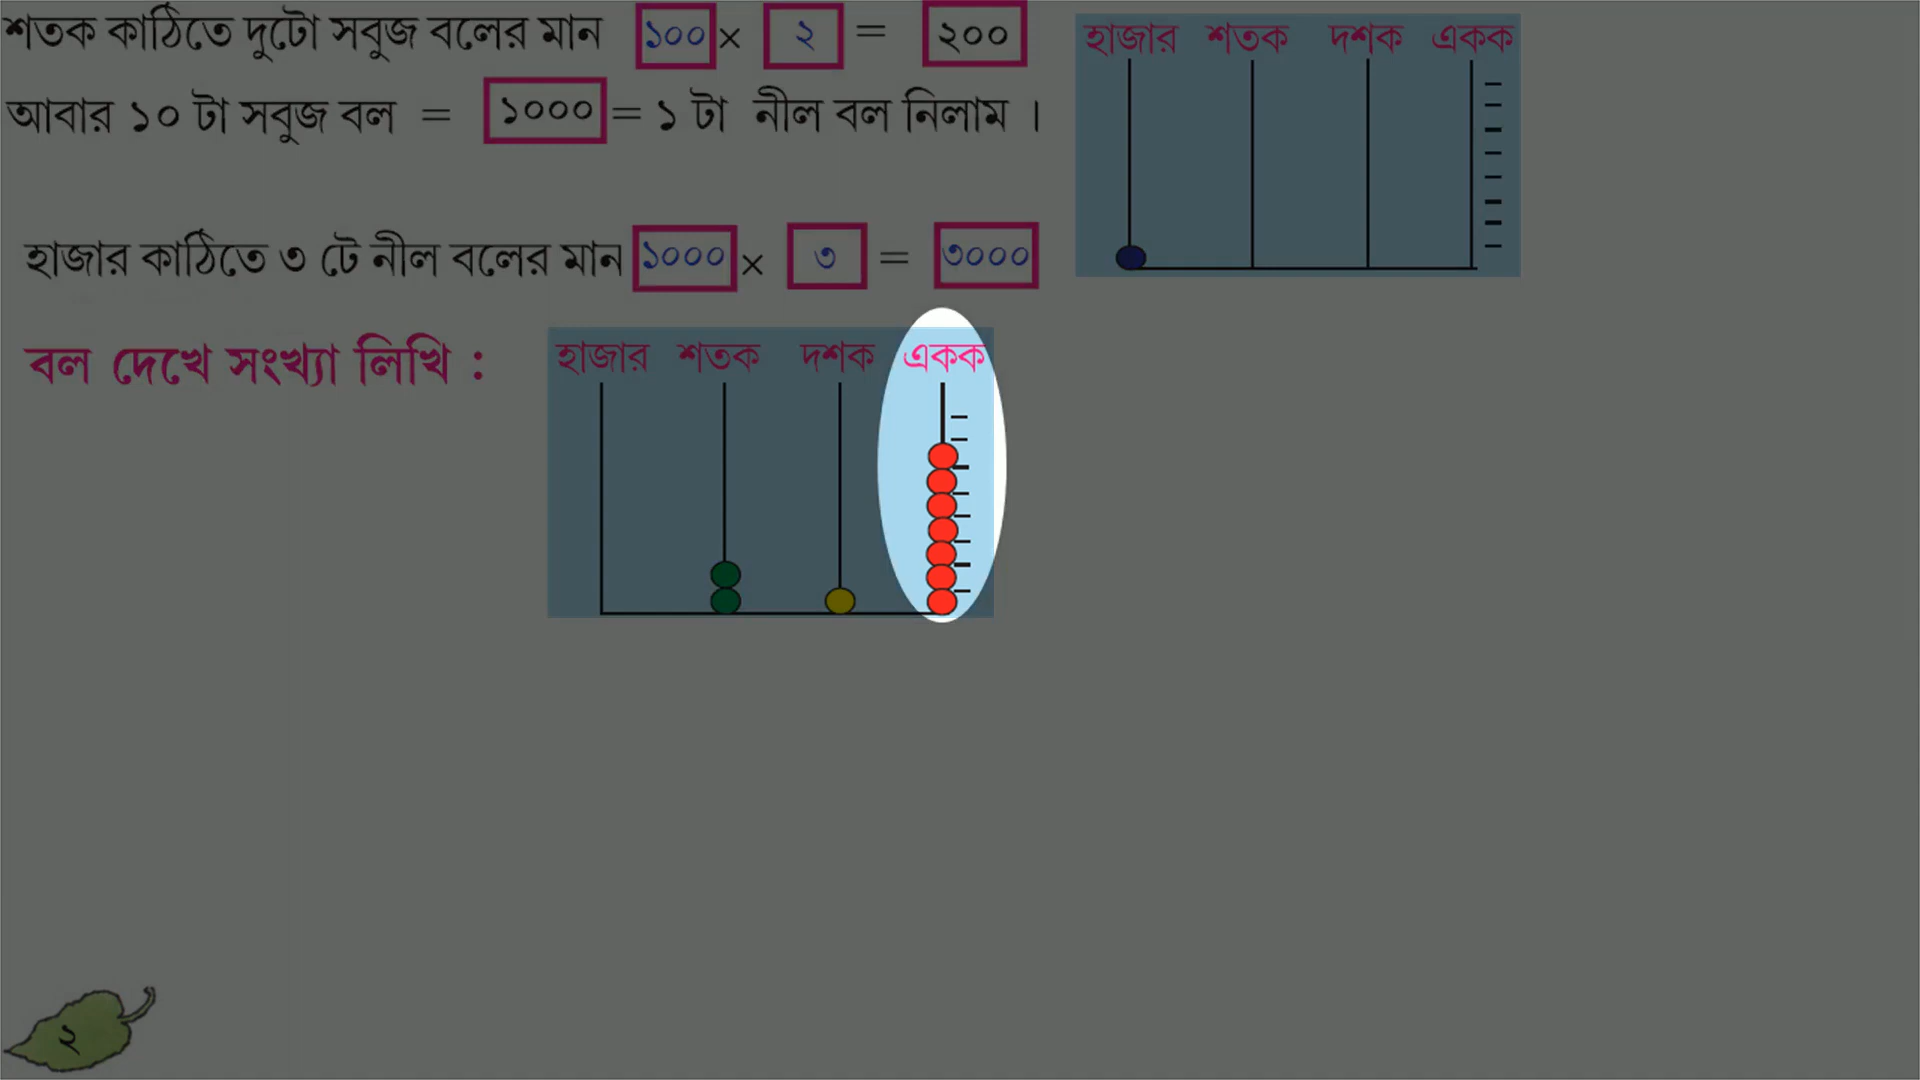 শতক কাঠিতে দুটো সবুজ বলের মান ১০০ × ২ = ২০০
আবার ১০ টা সবুজ বল = ১০০০ = ১ টা নীল বল নিলাম ।
হাজার শতক দশক একক
হাজার কাঠিতে ৩ টে নীল বলের মান ১০০০ × ৩ = ৩০০০
বল দেখে সংখ্যা লিখি :
হাজার শতক দশক একক
২